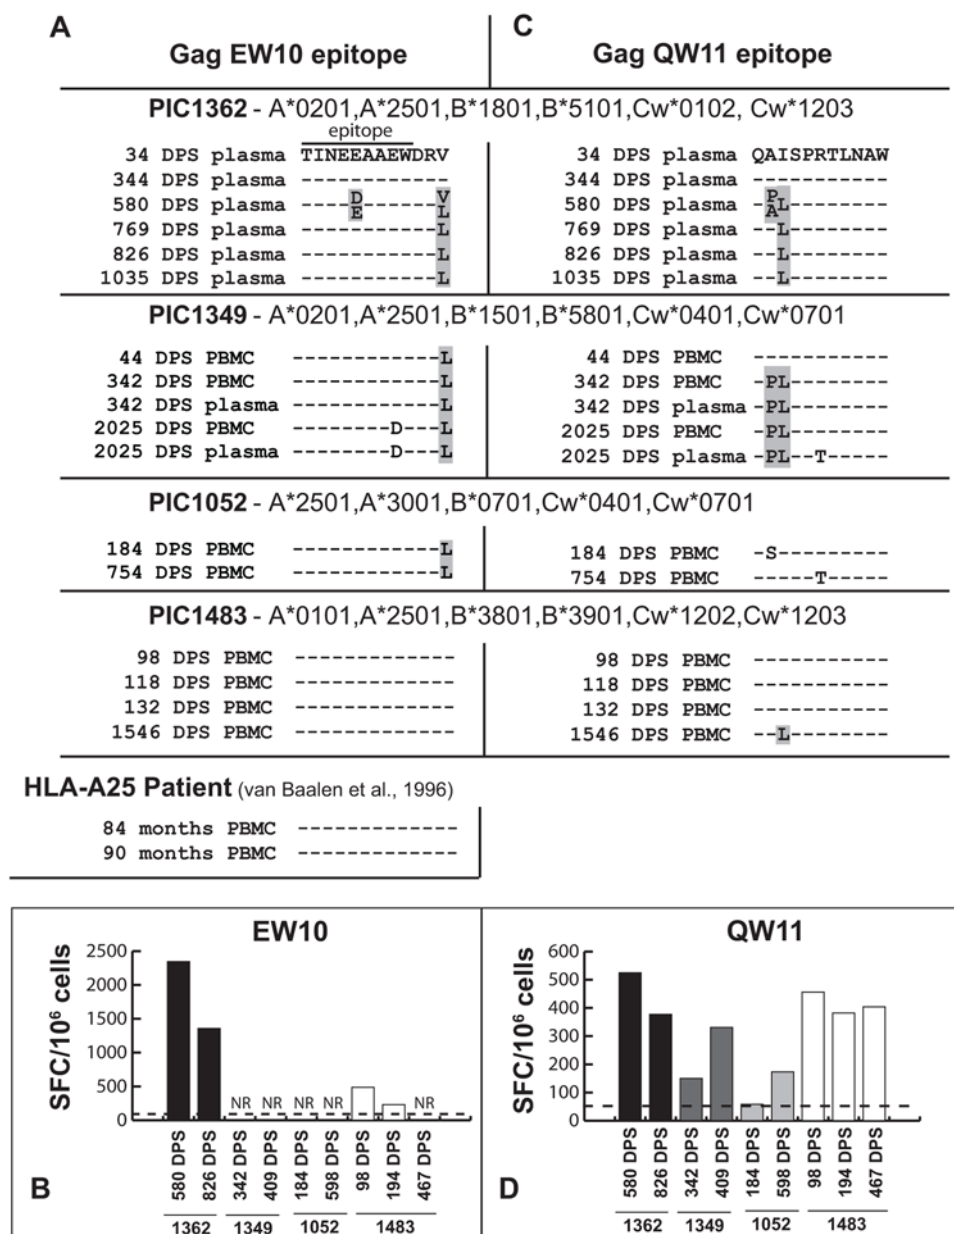 A
C
Gag EW10 epitope
Gag QW11 epitope
PIC1362 - A*0201,A*2501,B*1801,B*5101,Cw*0102, Cw*1203
epitope
34 DPS plasma TINEEAAEWDRV
344 DPS plasma ------------
580 DPS plasma ----D/E------V/L
769 DPS plasma -----------L
826 DPS plasma -----------L
1035 DPS plasma -----------L
34 DPS plasma QAISPRTLNAW
344 DPS plasma -----------
580 DPS plasma -P/AL--------
769 DPS plasma --L--------
826 DPS plasma --L--------
1035 DPS plasma --L--------
PIC1349 - A*0201,A*2501,B*1501,B*5801,Cw*0401,Cw*0701
44 DPS PBMC -----------L
342 DPS PBMC -----------L
342 DPS plasma -----------L
2025 DPS PBMC --------D---L
2025 DPS plasma --------D---L
44 DPS PBMC -----------
342 DPS PBMC -PL--------
342 DPS plasma -PL--------
2025 DPS PBMC -PL--------
2025 DPS plasma -PL--T-----
PIC1052 - A*2501,A*3001,B*0701,Cw*0401,Cw*0701
184 DPS PBMC -----------L
754 DPS PBMC -----------L
184 DPS PBMC -S---------
754 DPS PBMC -----T-----
PIC1483 - A*0101,A*2501,B*3801,B*3901,Cw*1202,Cw*1203
98 DPS PBMC ------------
118 DPS PBMC ------------
132 DPS PBMC ------------
1546 DPS PBMC ------------
98 DPS PBMC -----------
118 DPS PBMC -----------
132 DPS PBMC -----------
1546 DPS PBMC --L--------
HLA-A25 Patient (van Baalen et al., 1996)
84 months PBMC ------------
90 months PBMC ------------
EW10
SFC/10⁶ cells
2500
2000
1500
1000
500
0
NR NR NR NR NR
580 DPS
826 DPS
342 DPS
409 DPS
184 DPS
598 DPS
98 DPS
194 DPS
467 DPS
1362 1349 1052 1483
B
QW11
SFC/10⁶ cells
600
500
400
300
200
100
0
580 DPS
826 DPS
342 DPS
409 DPS
184 DPS
598 DPS
98 DPS
194 DPS
467 DPS
1362 1349 1052 1483
D